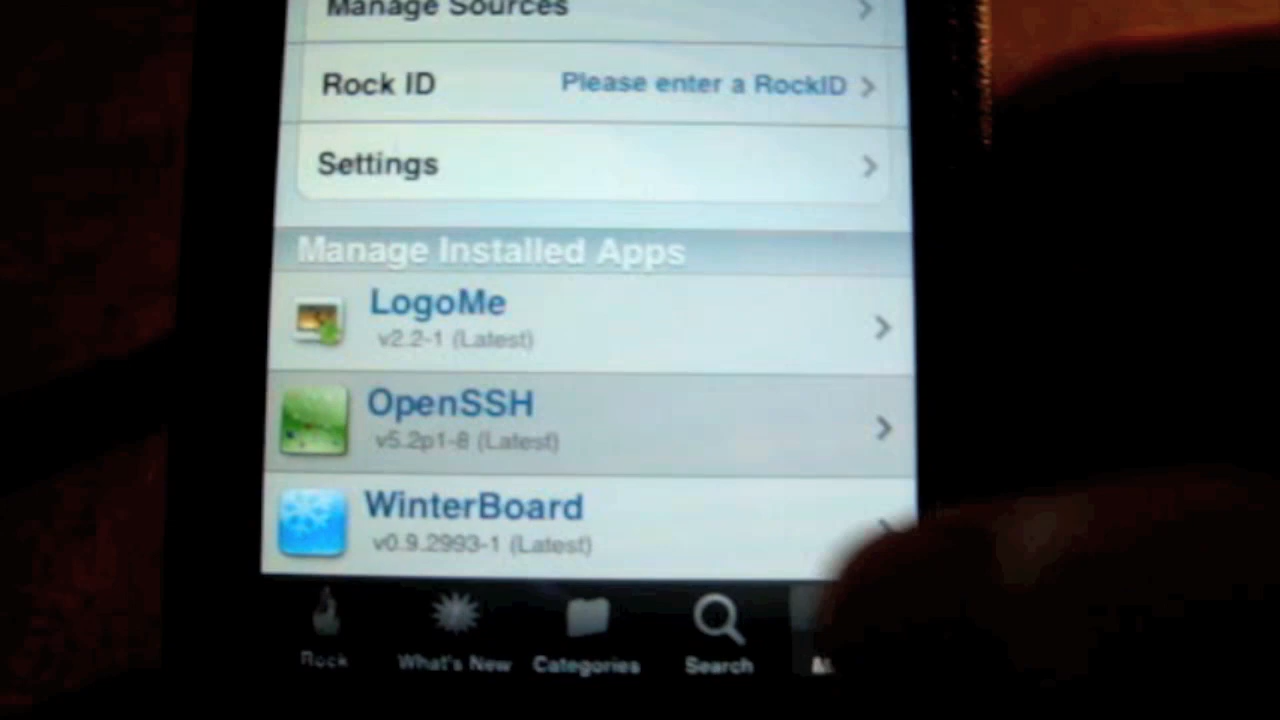 Manage Sources
Rock ID Please enter a RockID
Settings
Manage Installed Apps
LogoMe
v2.2-1 (Latest)
OpenSSH
v5.2p1-8 (Latest)
WinterBoard
v0.9.2993-1 (Latest)
Rock What's New Categories Search